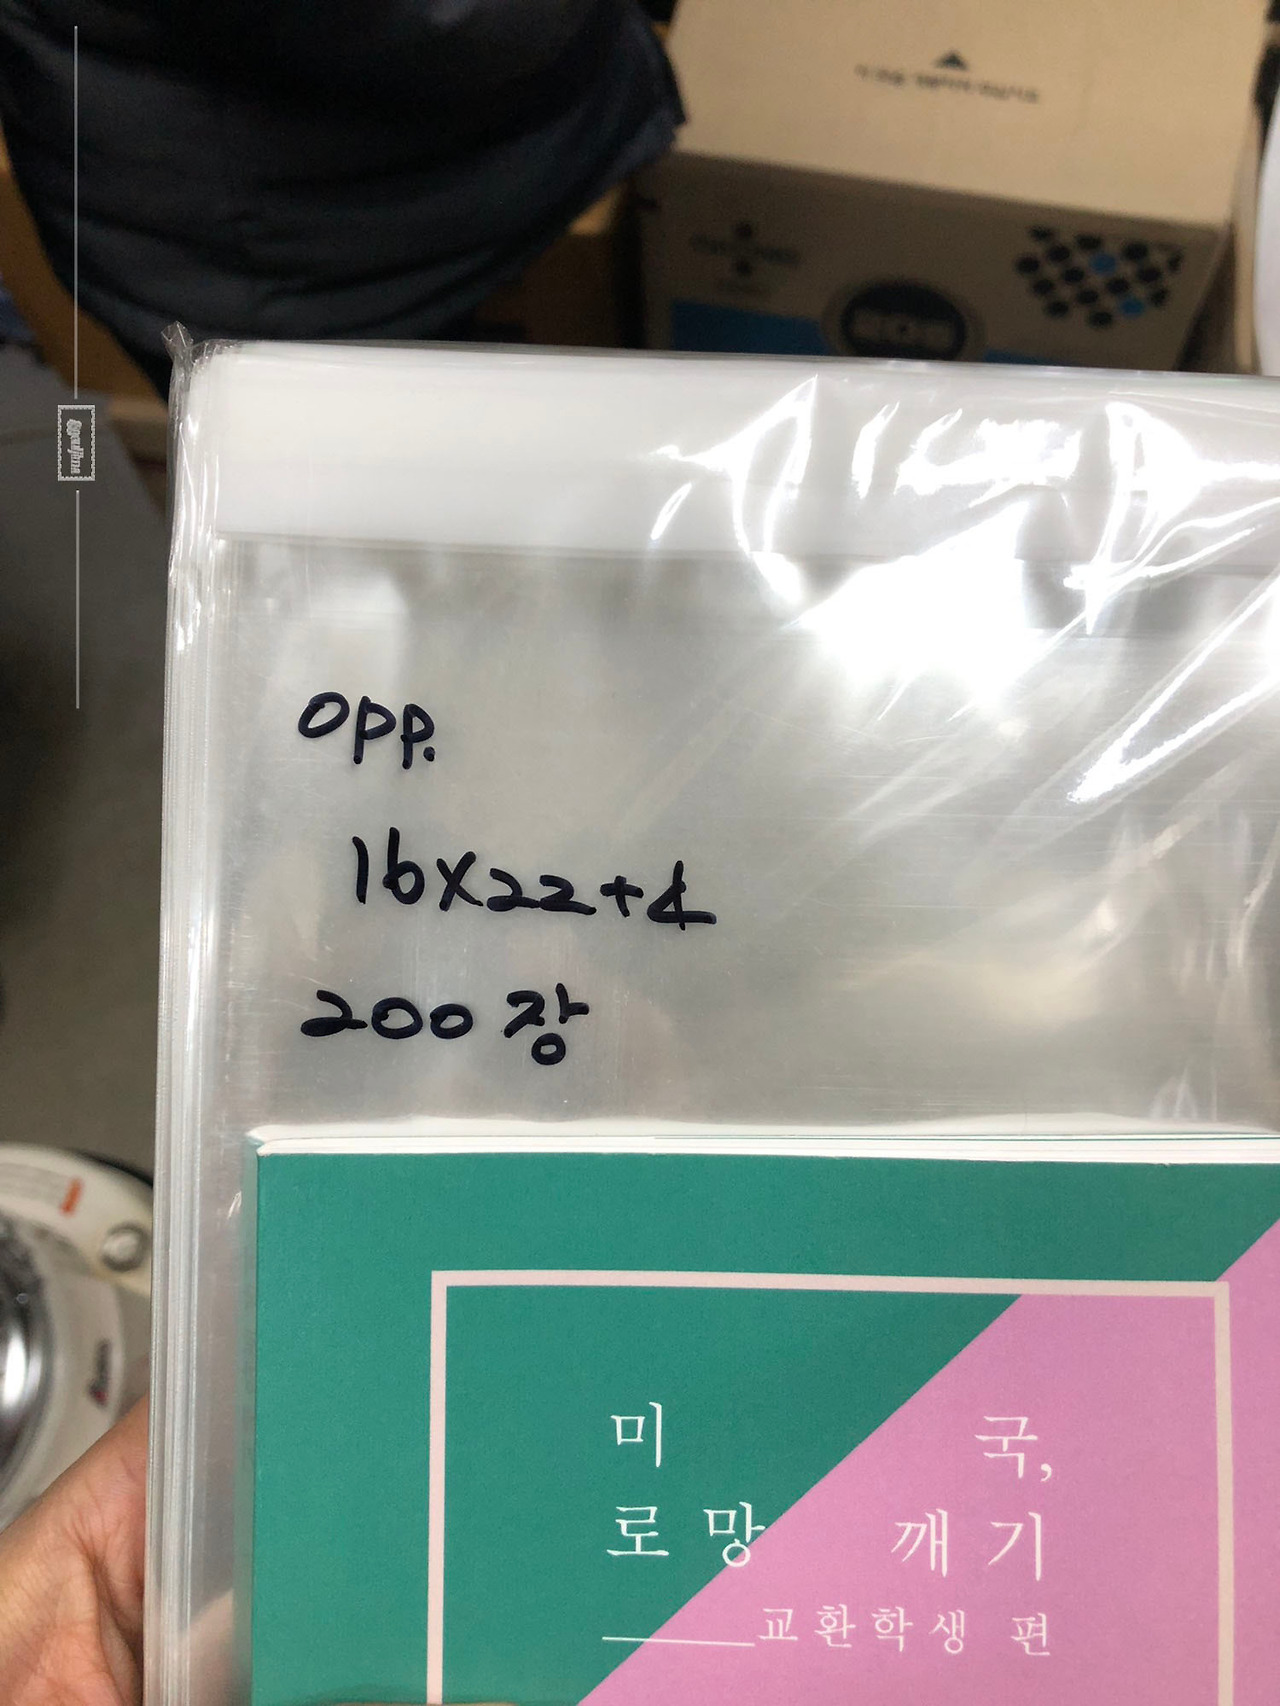 opp.
16x22+4
200장
미 국,
로망 깨기
교환학생 편